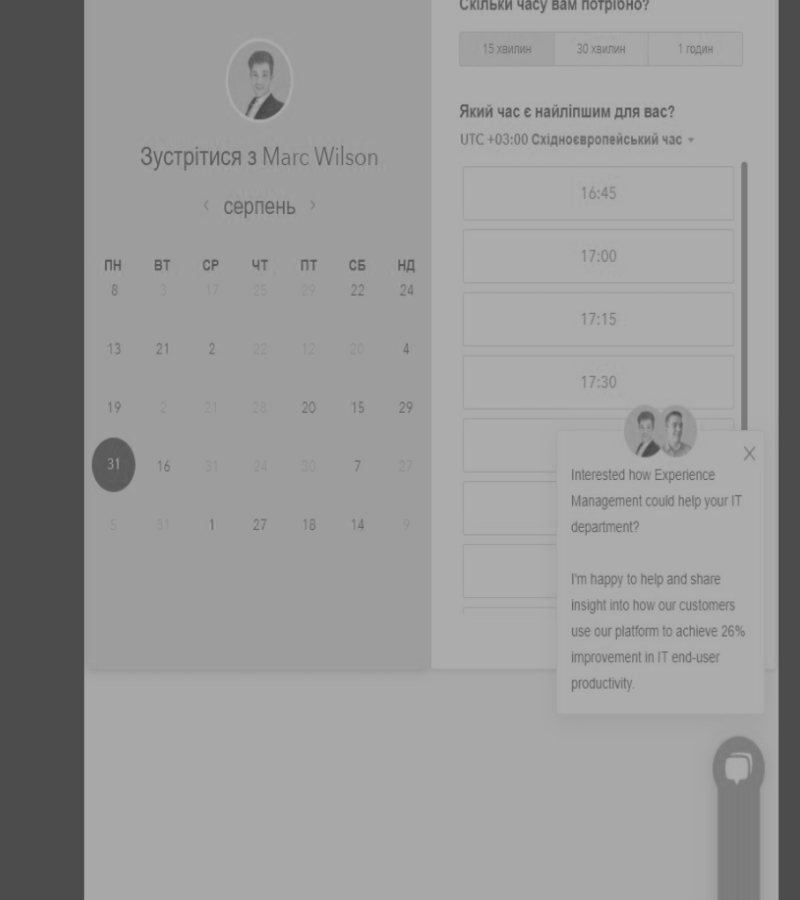 Скільки часу вам потрібно?
15 хвилин 30 хвилин 1 годин
Який час є найліпшим для вас?
UTC +03:00 Східноєвропейський час
Зустрітися з Marc Wilson
серпень
ПН ВТ СР ЧТ ПТ СБ НД
8 3 17 25 29 22 24
13 21 2 22 12 20 4
19 2 21 28 20 15 29
31 16 31 24 30 7 27
5 31 1 27 18 14 9
16:45
17:00
17:15
17:30
Interested how Experience
Management could help your IT
department?
I'm happy to help and share
insight into how our customers
use our platform to achieve 26%
improvement in IT end-user
productivity.